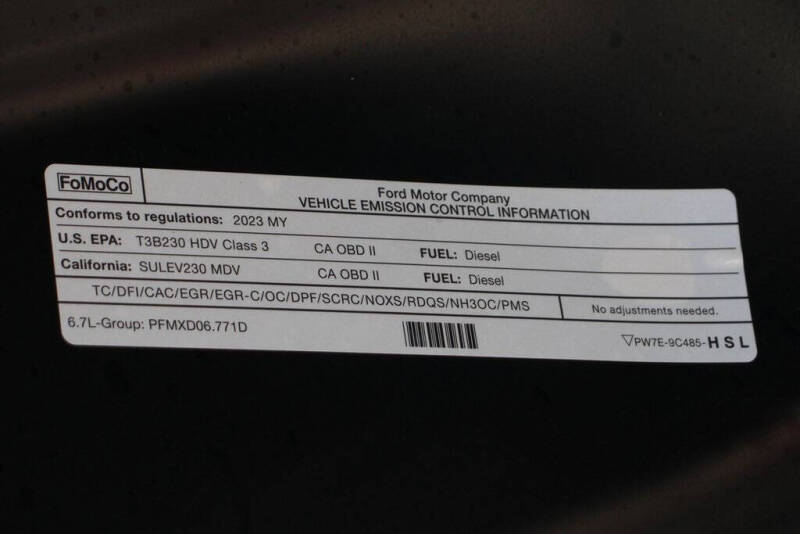 FoMoCo
Ford Motor Company
VEHICLE EMISSION CONTROL INFORMATION
Conforms to regulations: 2023 MY
U.S. EPA: T3B230 HDV Class 3 CA OBD II FUEL: Diesel
California: SULEV230 MDV CA OBD II FUEL: Diesel
TC/DFI/CAC/EGR/EGR-C/OC/DPF/SCRC/NOXS/RDQS/NH3OC/PMS No adjustments needed.
6.7L-Group: PFMXD06.771D ▽PW7E-9C485-HSL